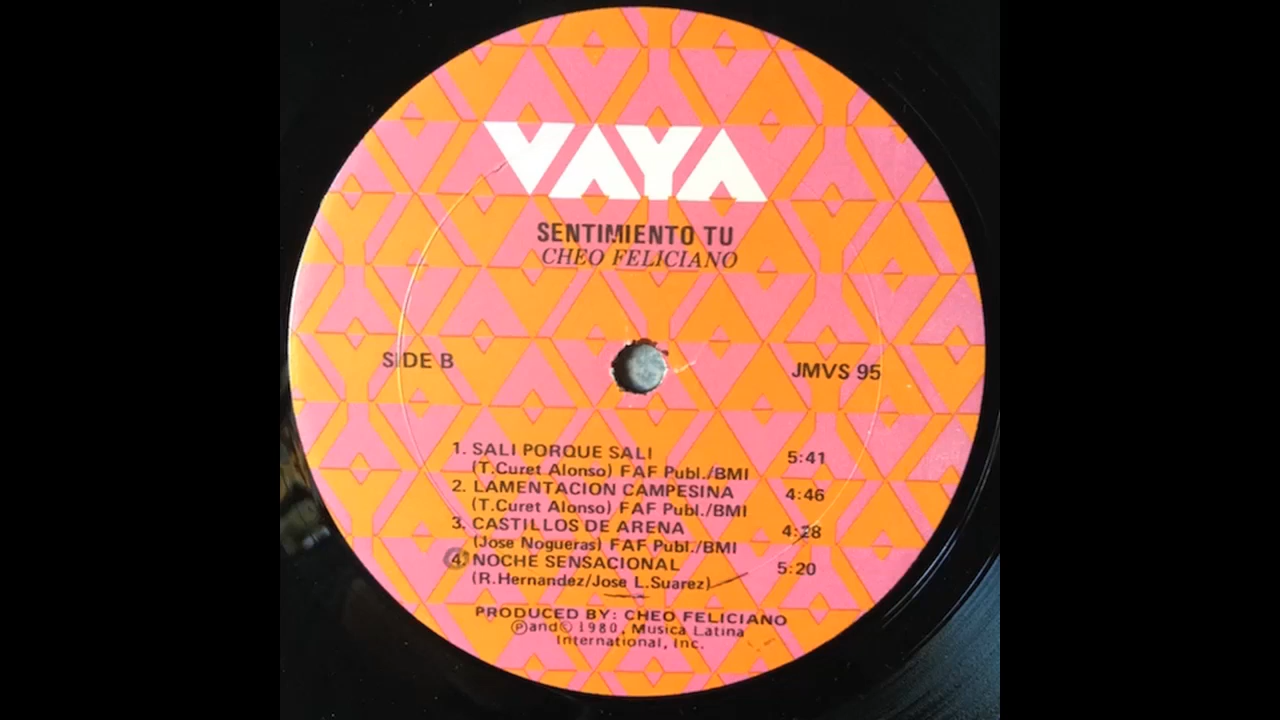 VAYA
SENTIMIENTO TU
CHEO FELICIANO
SIDE B
JMVS 95
1. SALI PORQUE SALI 5:41
(T.Curet Alonso) FAF Publ./BMI
2. LAMENTACION CAMPESINA 4:46
(T.Curet Alonso) FAF Publ./BMI
3. CASTILLOS DE ARENA 4:28
(Jose Nogueras) FAF Publ./BMI
4. NOCHE SENSACIONAL 5:20
(R.Hernandez/Jose L.Suarez)
PRODUCED BY: CHEO FELICIANO
℗and© 1980, Musica Latina
International, Inc.